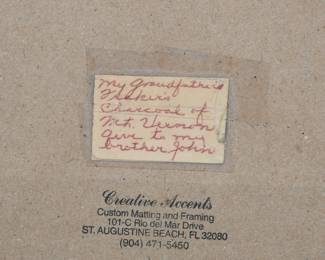 My Grandfather
Fraker's
Charcoal of
Mt. Vernon
Give to my
brother John
Creative Accents
Custom Matting and Framing
101-C Rio del Mar Drive
ST. AUGUSTINE BEACH, FL 32080
(904) 471-5450